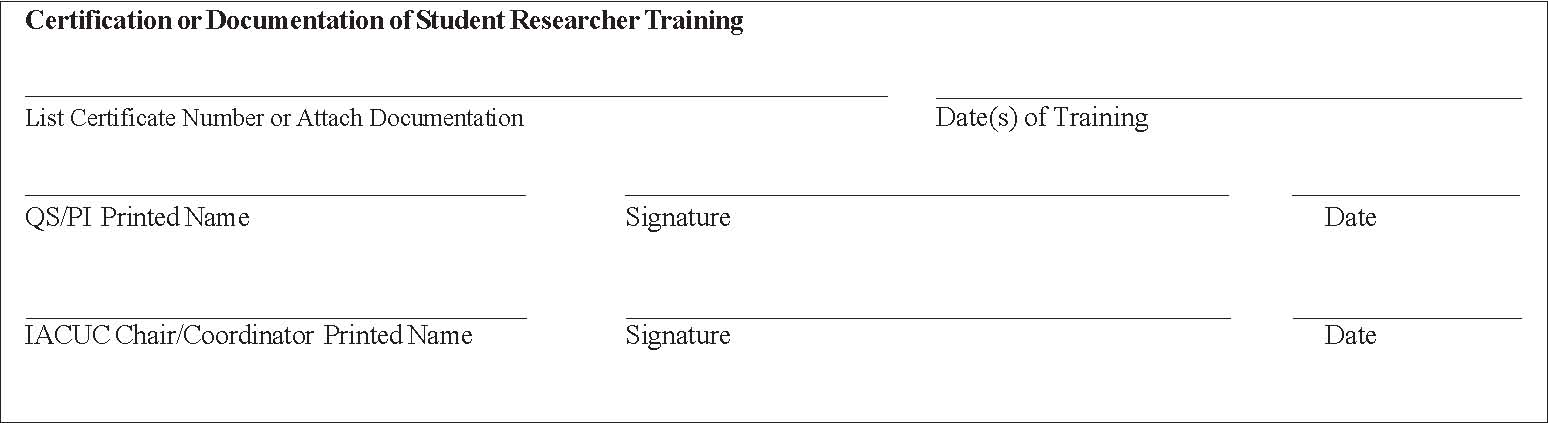 Certification or Documentation of Student Researcher Training
List Certificate Number or Attach Documentation Date(s) of Training
QS/PI Printed Name Signature Date
IACUC Chair/Coordinator Printed Name Signature Date